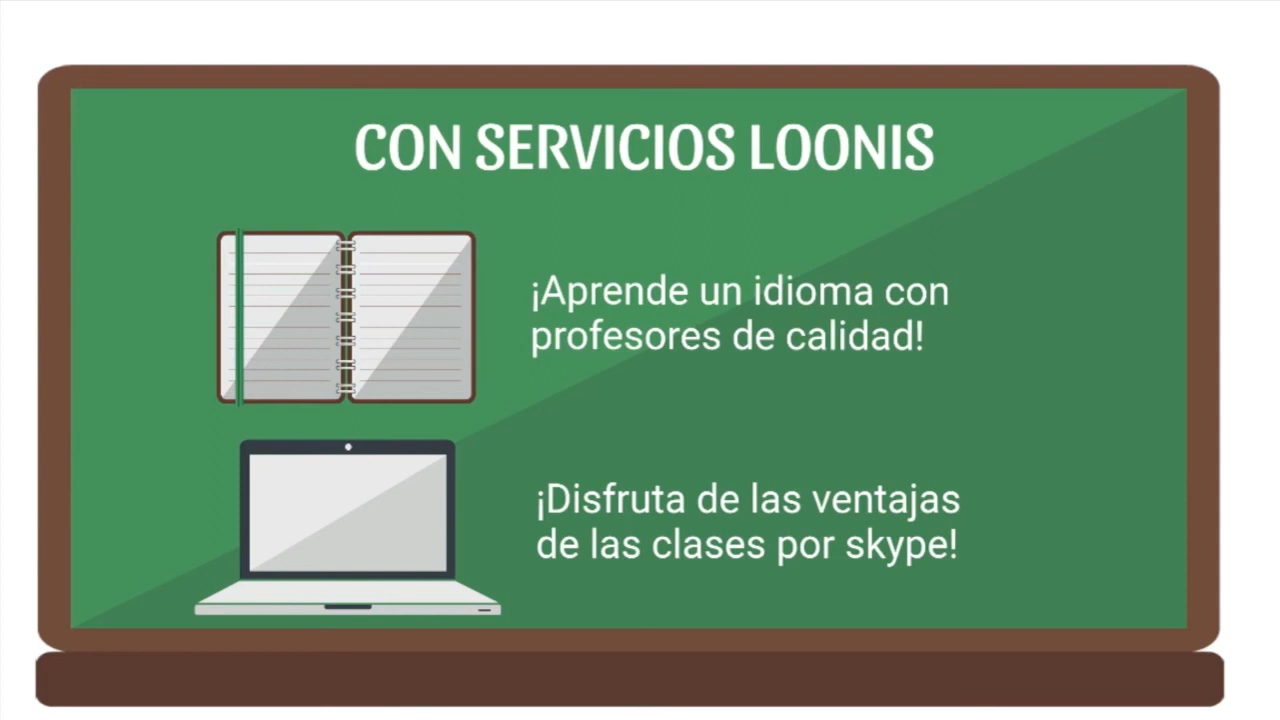 CON SERVICIOS LOONIS
¡Aprende un idioma con
profesores de calidad!
¡Disfruta de las ventajas
de las clases por skype!